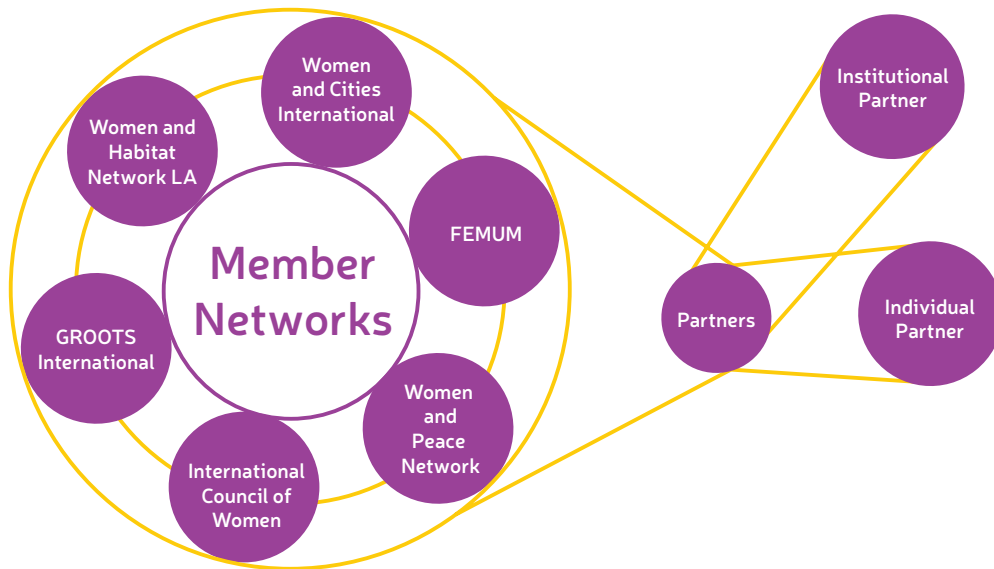 Member
Networks
Women
and Cities
International
FEMUM
Women
and
Peace
Network
International
Council of
Women
GROOTS
International
Women and
Habitat
Network LA
Partners
Institutional
Partner
Individual
Partner